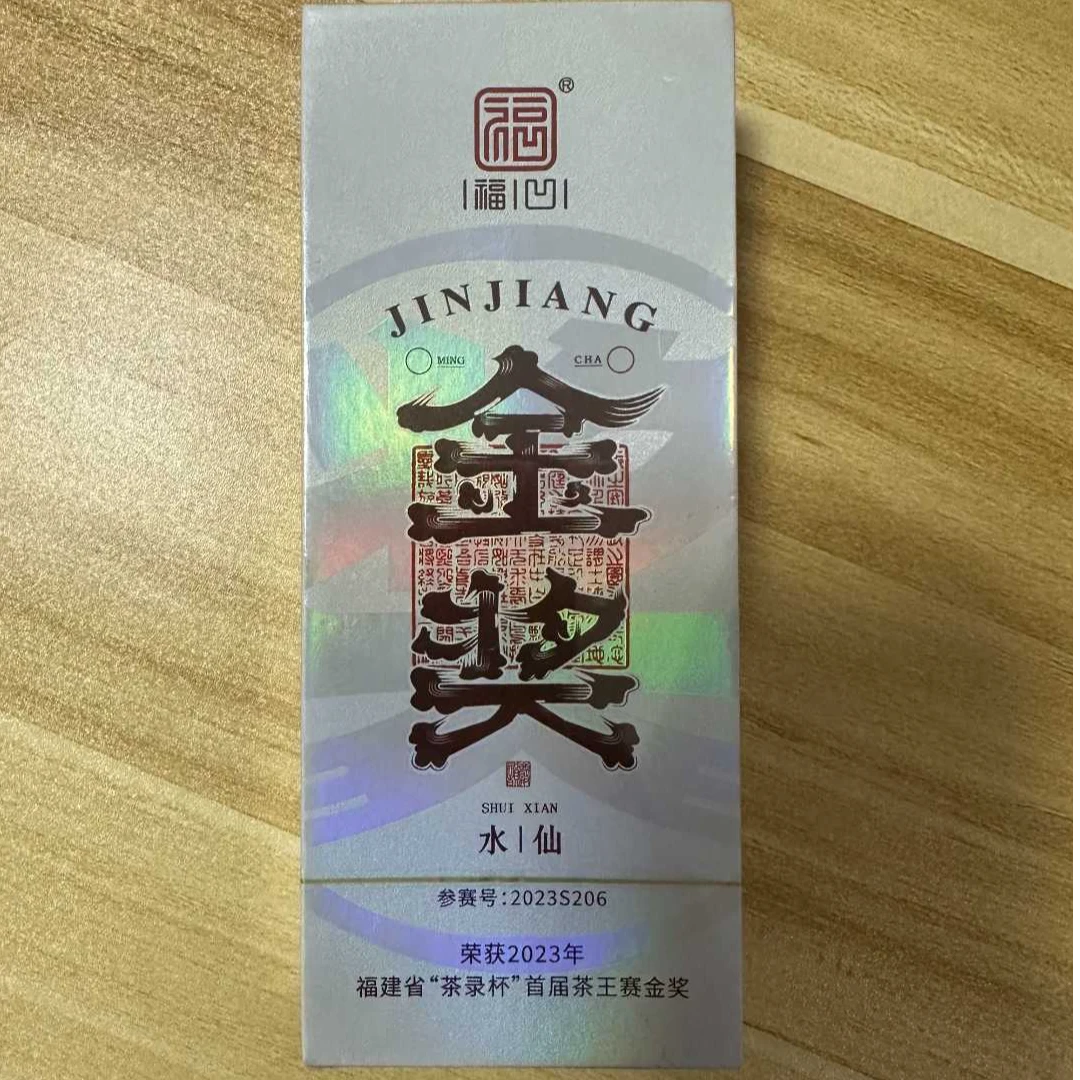 福®
福凹
JINJIANG
MING CHA
金奖
SHUI XIAN
水|仙
参赛号:2023S206
荣获2023年
福建省“茶录杯”首届茶王赛金奖